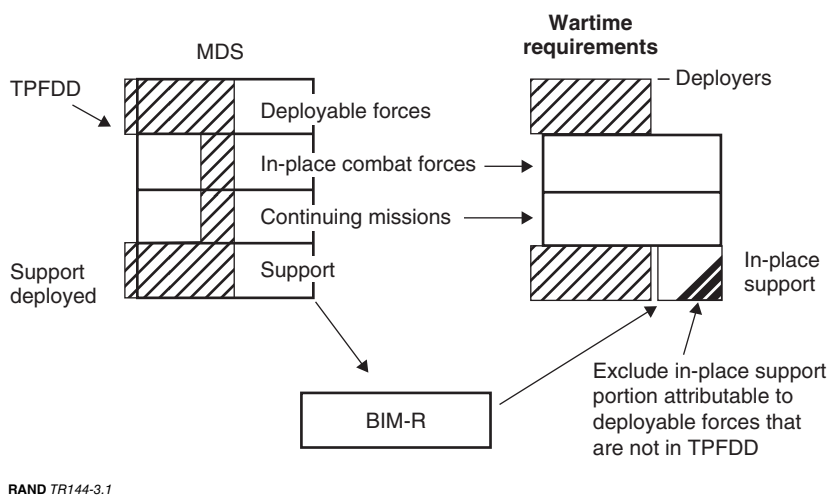 MDS
Wartime
requirements
TPFDD
Deployable forces
In-place combat forces
Continuing missions
Support
Support
deployed
Deployers
In-place
support
BIM-R
Exclude in-place support
portion attributable to
deployable forces that
are not in TPFDD
RAND TR144-3.1